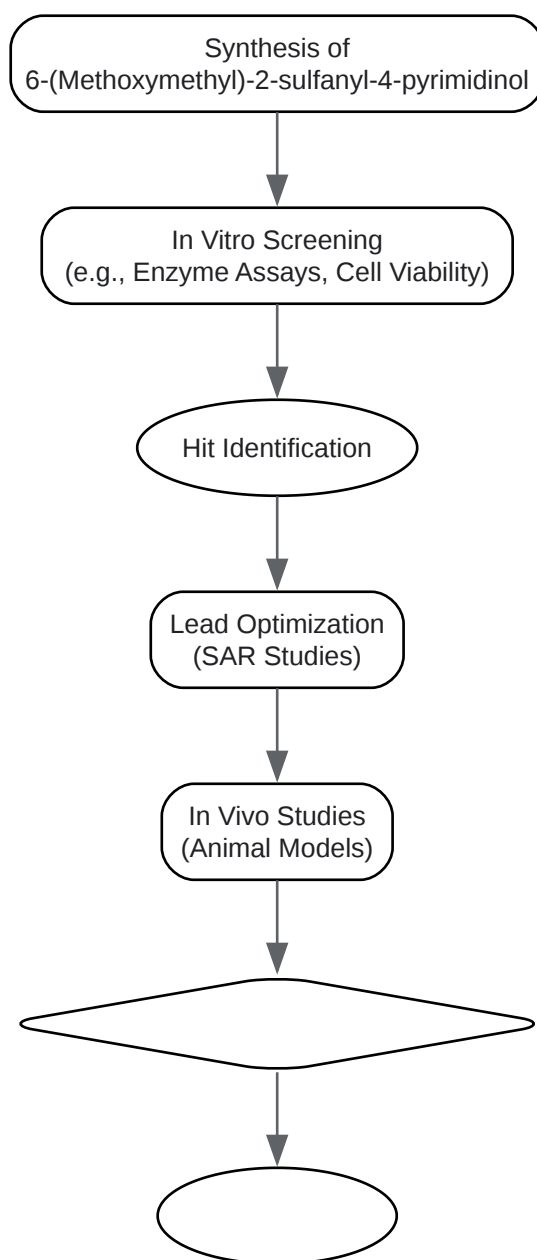 Synthesis of
6-(Methoxymethyl)-2-sulfanyl-4-pyrimidinol
In Vitro Screening
(e.g., Enzyme Assays, Cell Viability)
Hit Identification
Lead Optimization
(SAR Studies)
In Vivo Studies
(Animal Models)